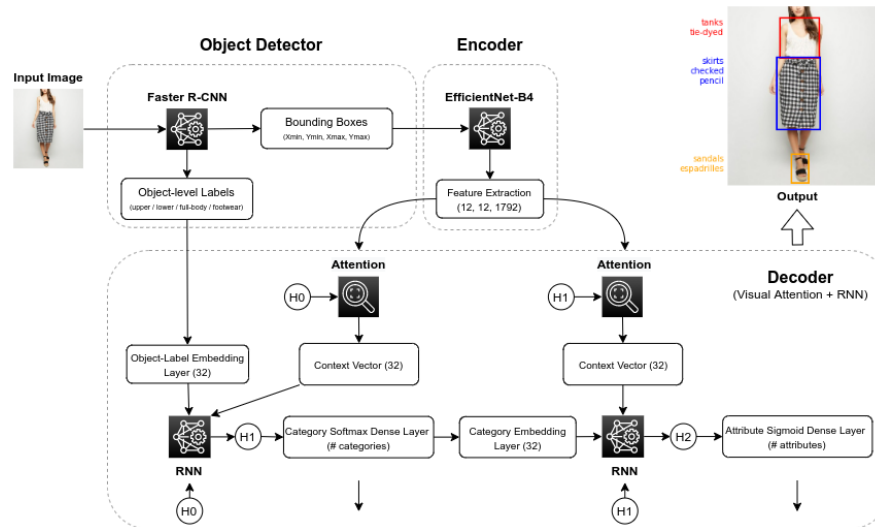 Object Detector
Encoder
Input Image
Faster R-CNN
EfficientNet-B4
Bounding Boxes
(Xmin, Ymin, Xmax, Ymax)
Object-level Labels
(upper / lower / full-body / footwear)
Feature Extraction
(12, 12, 1792)
tanks
tie-dyed
skirts
checked
pencil
sandals
espadrilles
Output
Attention
Attention
Decoder
(Visual Attention + RNN)
H0
H1
Object-Label Embedding
Layer (32)
Context Vector (32)
Context Vector (32)
H1
Category Softmax Dense Layer
(# categories)
Category Embedding
Layer (32)
H2
Attribute Sigmoid Dense Layer
(# attributes)
RNN
RNN
H0
H1